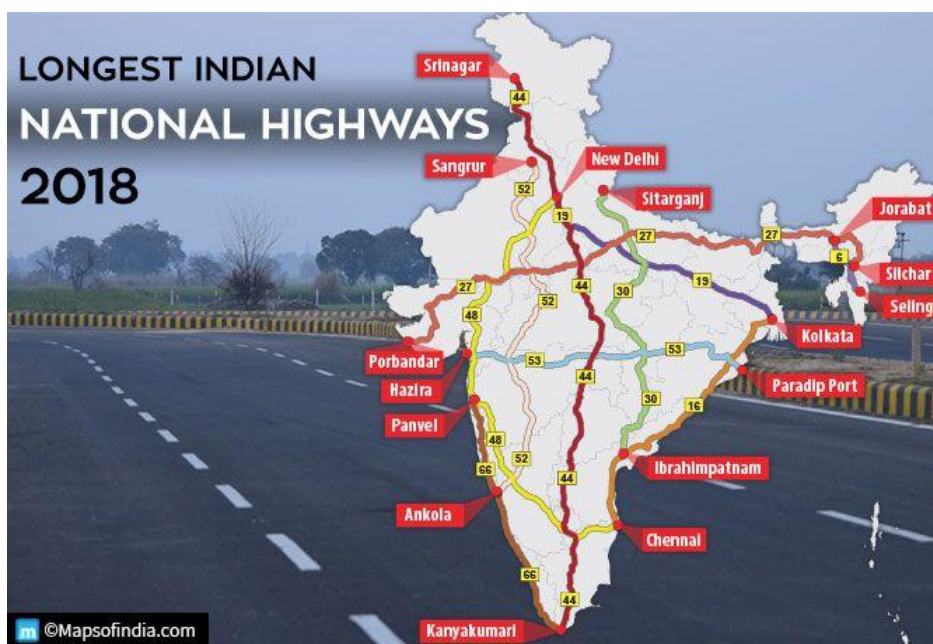 LONGEST INDIAN
NATIONAL HIGHWAYS
2018
Srinagar
44
Sangrur
52
New Delhi
Sitarganj
19
27
27
Jorabat
6
Silchar
Seling
27
52
44
30
19
48
Kolkata
Porbandar
53
53
Paradip Port
Hazira
Panvel
30
16
48
66
52
44
Ibrahimpatnam
Ankola
Chennai
66
44
Kanyakumari
m ©MapsofIndia.com